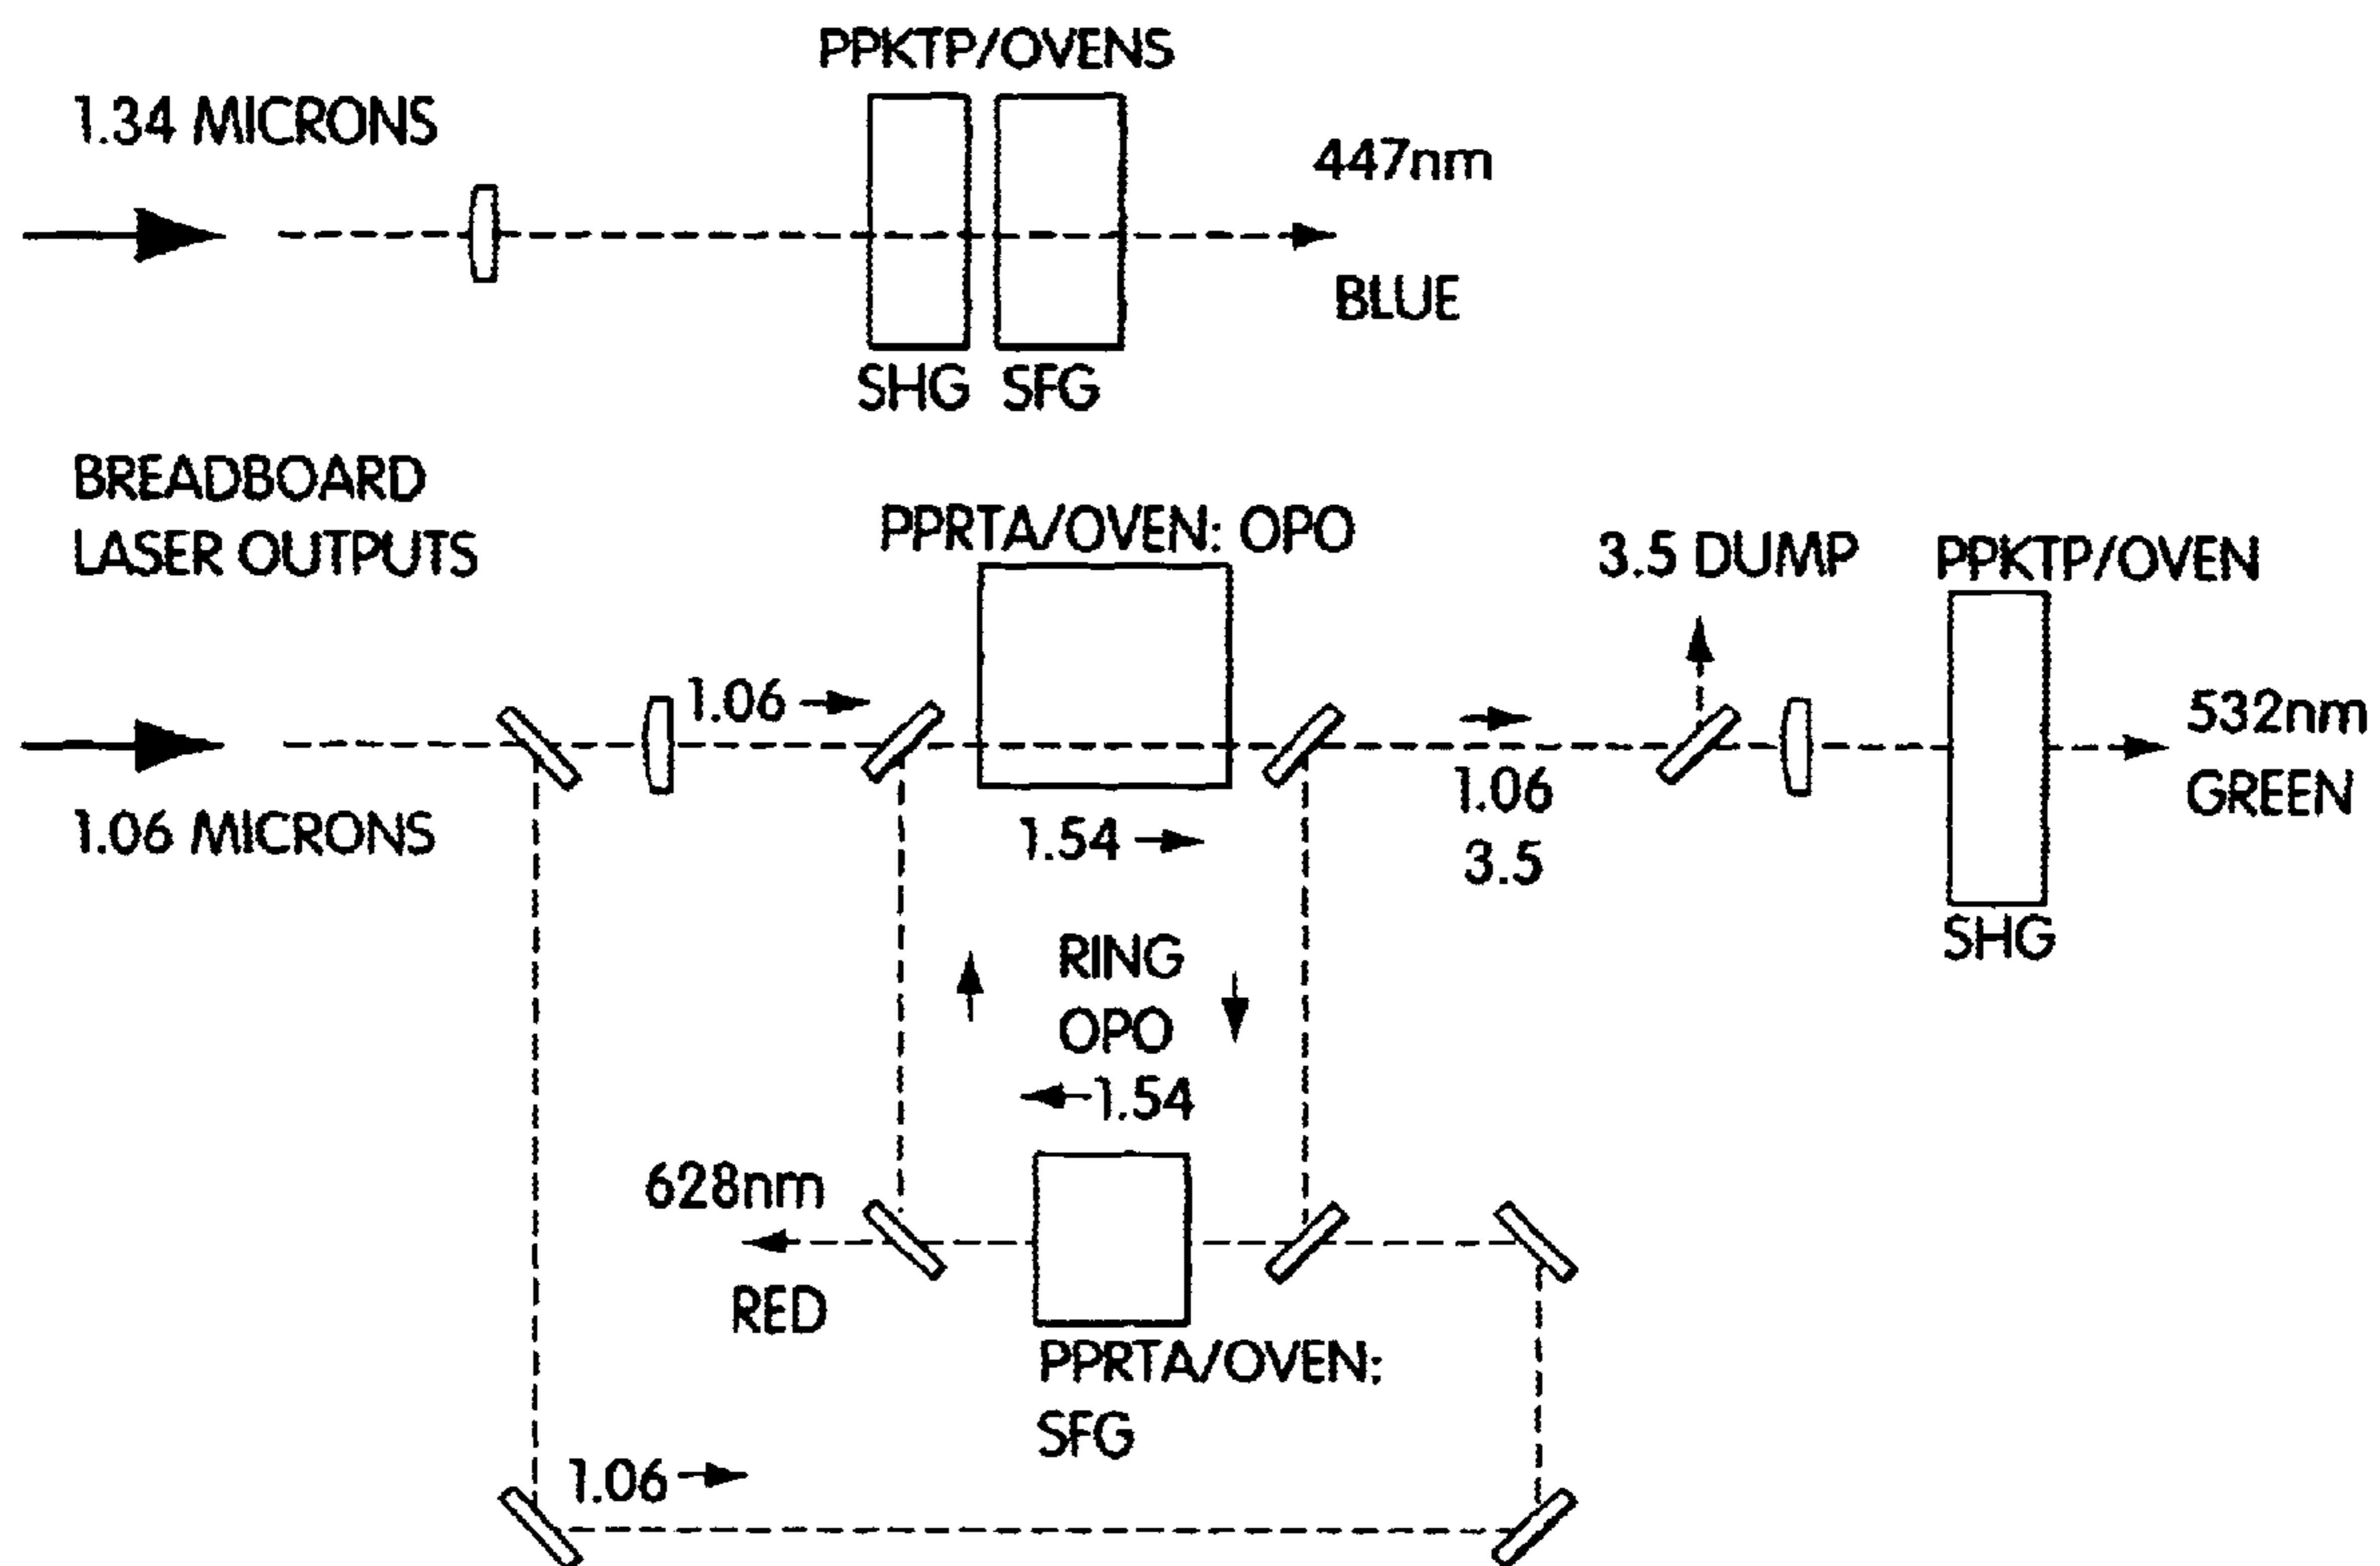 PPKTP/OVENS
1.34 MICRONS
447nm
BLUE
SHG SFG
BREADBOARD
LASER OUTPUTS
PPRTA/OVEN: OPO
3.5 DUMP
PPKTP/OVEN
1.06
532nm
GREEN
1.06 MICRONS
1.54
1.06
3.5
SHG
RING
OPO
1.54
628nm
RED
PPRTA/OVEN:
SFG
1.06